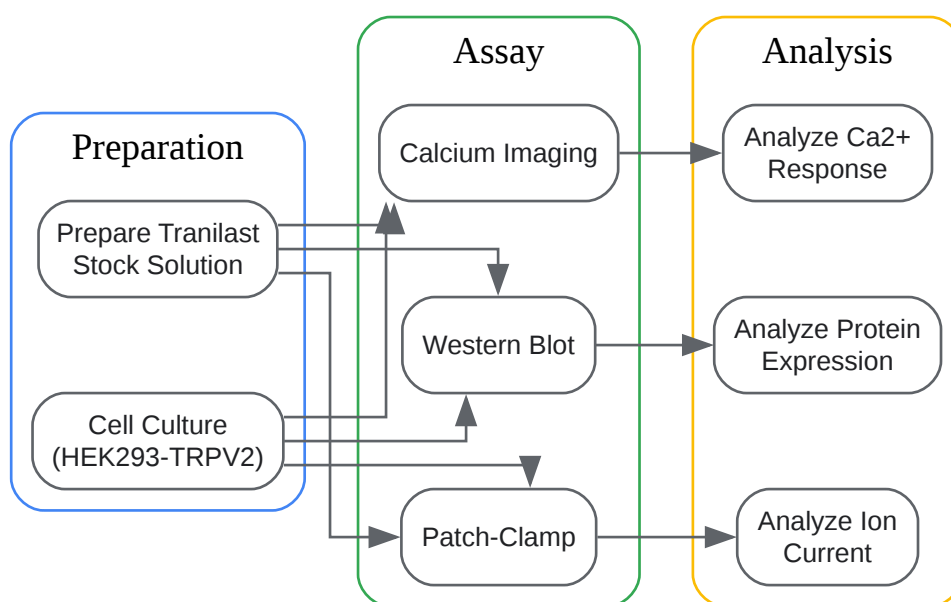 Preparation
Prepare Tranilast
Stock Solution
Cell Culture
(HEK293-TRPV2)
Assay
Calcium Imaging
Western Blot
Patch-Clamp
Analysis
Analyze Ca2+
Response
Analyze Protein
Expression
Analyze Ion
Current